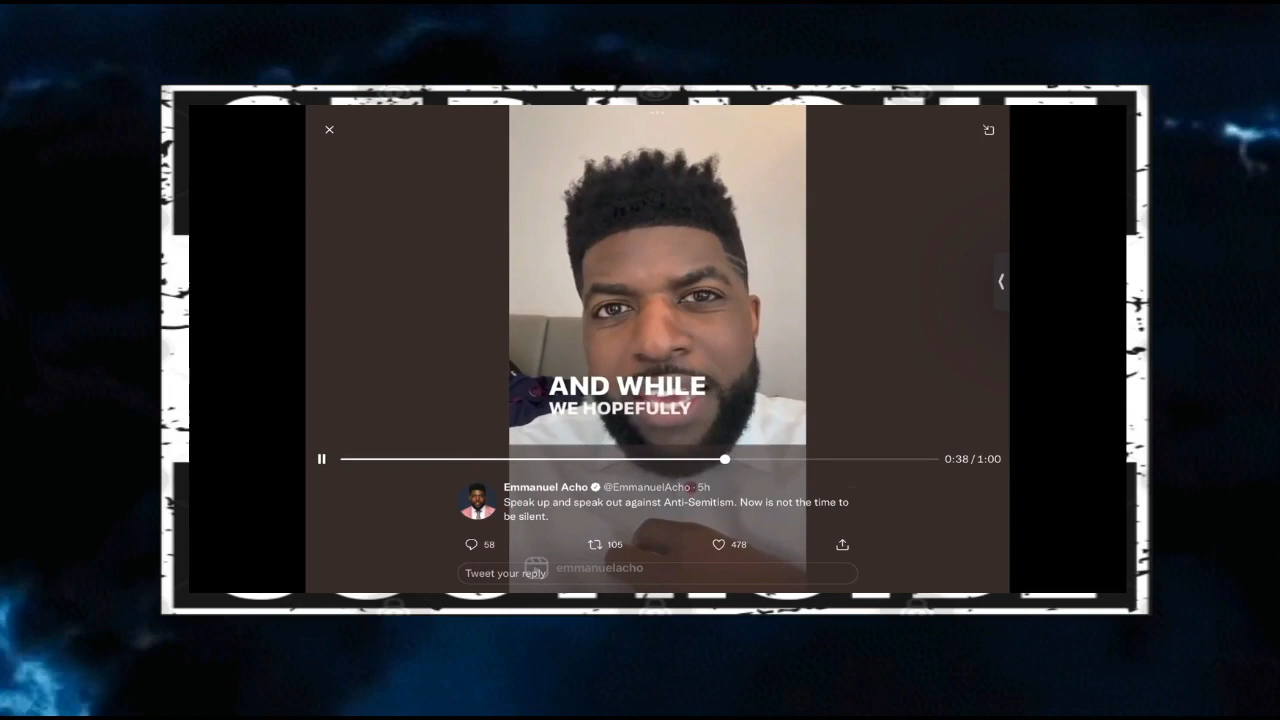 AND WHILE
WE HOPEFULLY
0:38 / 1:00
Emmanuel Acho @EmmanuelAcho · 5h
Speak up and speak out against Anti-Semitism. Now is not the time to
be silent.
58 105 478
emmanuelacho
Tweet your reply